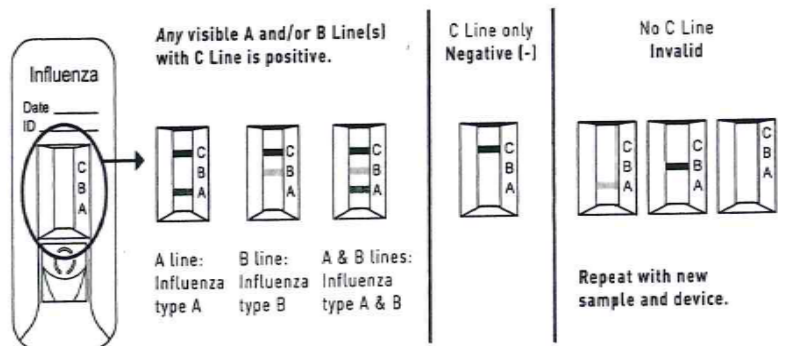 Influenza
Date
ID
C
B
A
Any visible A and/or B Line(s)
with C Line is positive.
C
B
A
C
B
A
C
B
A
A line:
Influenza
type A
B line:
Influenza
type B
A & B lines:
Influenza
type A & B
C Line only
Negative (-)
C
B
A
No C Line
Invalid
C
B
A
C
B
A
C
B
A
Repeat with new
sample and device.